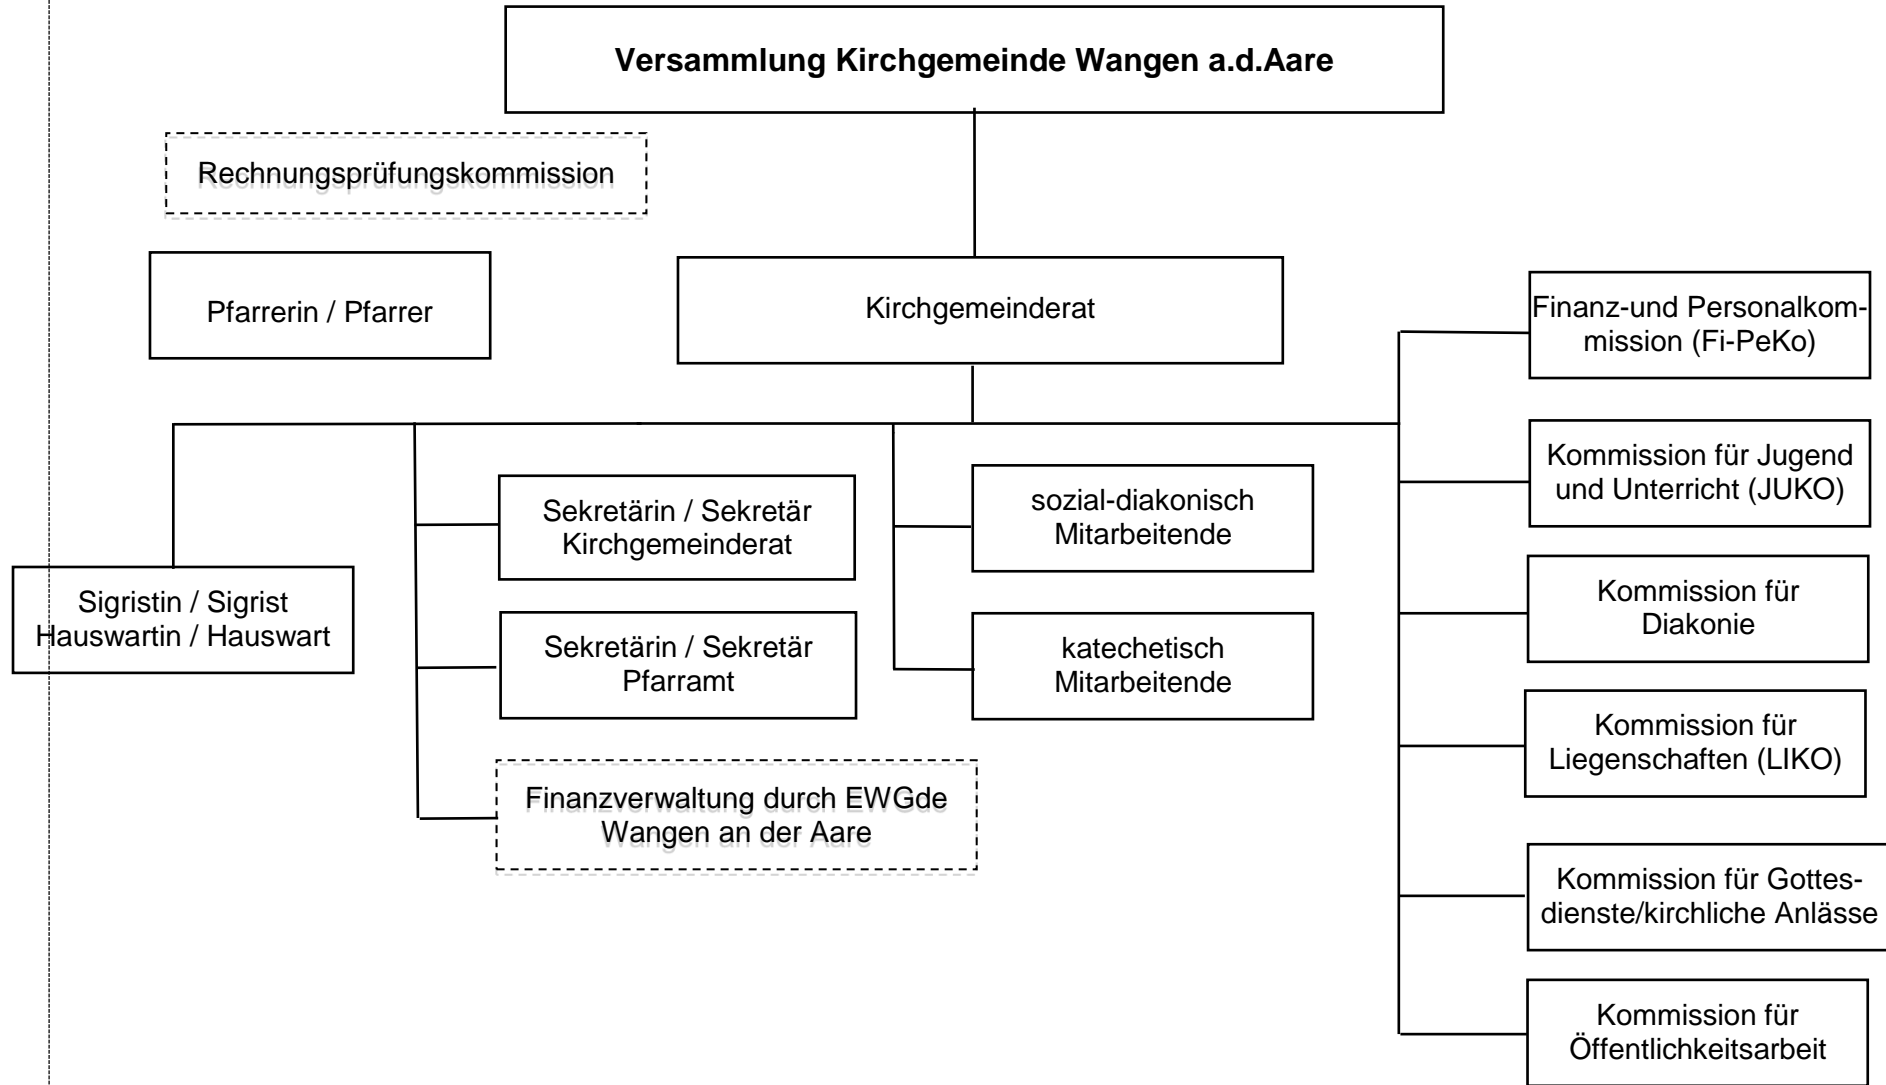 Versammlung Kirchgemeinde Wangen a.d.Aare
Rechnungsprüfungskommission
Pfarrerin / Pfarrer
Kirchgemeinderat
Finanz-und Personalkom-
mission (Fi-PeKo)
Kommission für Jugend
und Unterricht (JUKO)
Sekretärin / Sekretär
Kirchgemeinderat
sozial-diakonisch
Mitarbeitende
Sigristin / Sigrist
Hauswartin / Hauswart
Kommission für
Diakonie
Sekretärin / Sekretär
Pfarramt
katechetisch
Mitarbeitende
Kommission für
Liegenschaften (LIKO)
Finanzverwaltung durch EWGde
Wangen an der Aare
Kommission für Gottes-
dienste/kirchliche Anlässe
Kommission für
Öffentlichkeitsarbeit